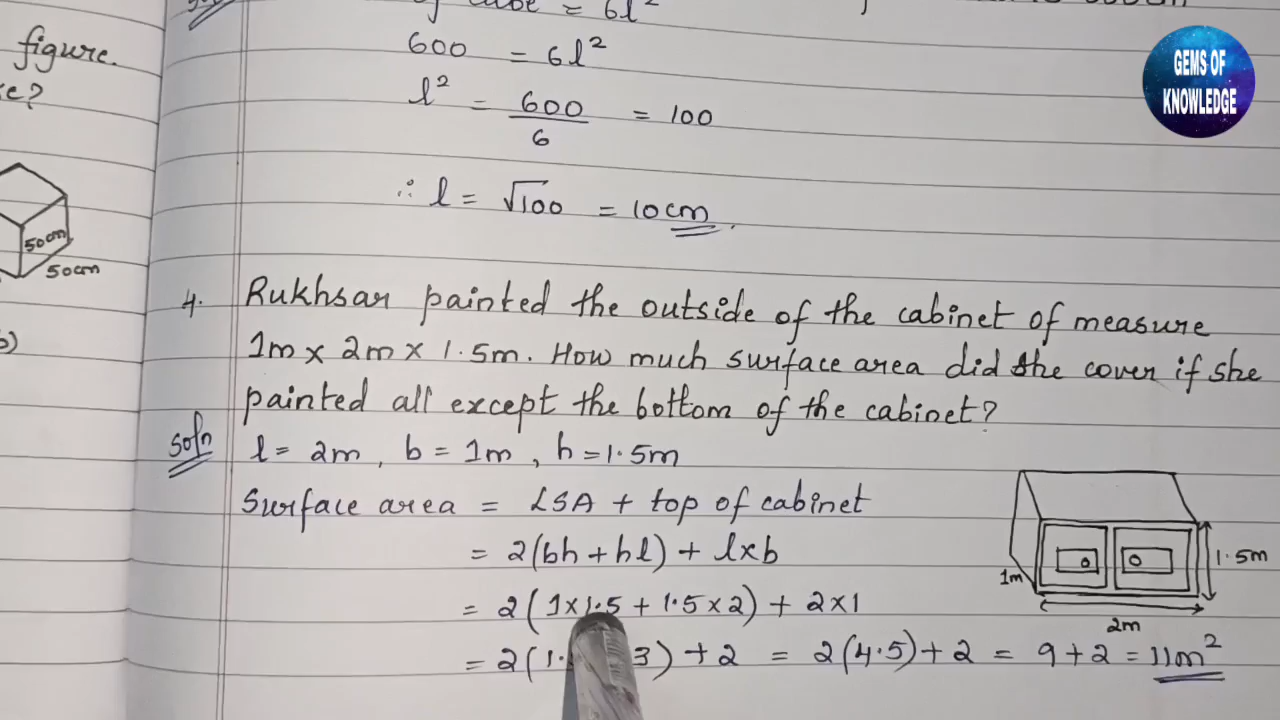 = 6l²
600 = 6l²
l² = 600/6 = 100
∴ l = √100 = 10cm.
figure.
50cm
50cm
b)
GEMS OF
KNOWLEDGE
4. Rukhsar painted the outside of the cabinet of measure
1m × 2m × 1.5m. How much surface area did she cover if she
painted all except the bottom of the cabinet?
Soln l = 2m, b = 1m, h = 1.5m
Surface area = LSA + top of cabinet
= 2(bh + hl) + l×b
= 2(1×1.5 + 1.5×2) + 2×1
= 2(1. 3) + 2 = 2(4.5) + 2 = 9 + 2 = 11m²
1.5m
1m
2m